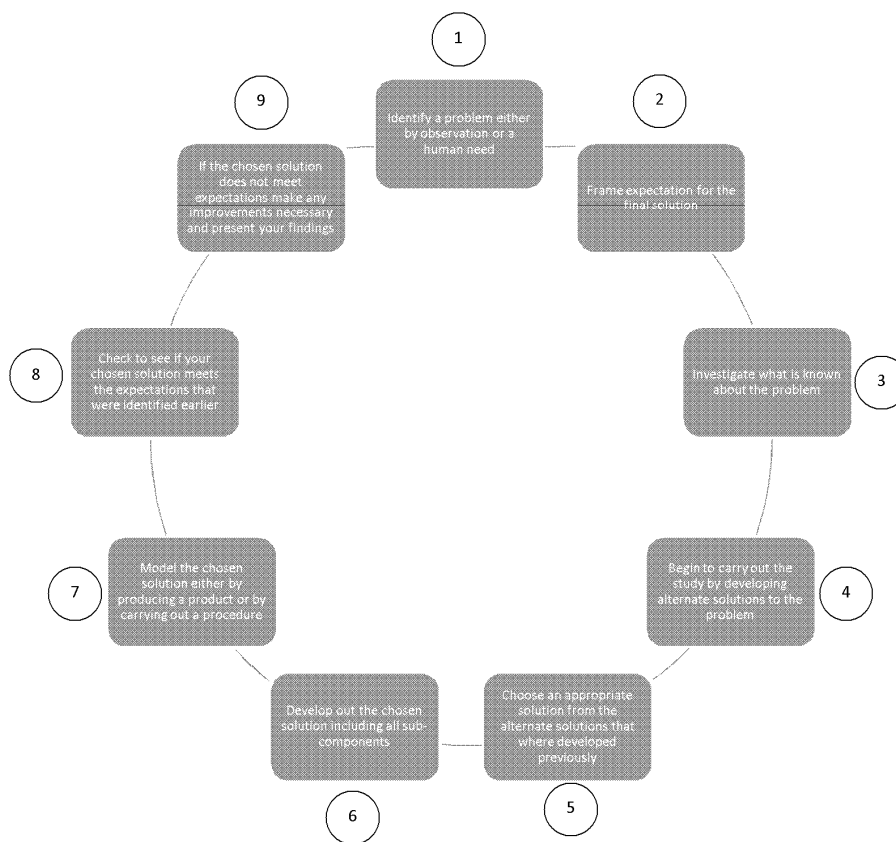 1
Identify a problem either
by observation or a
human need
2
Frame expectation for the
final solution
3
Investigate what is known
about the problem
4
Begin to carry out the
study by developing
alternate solutions to the
problem
5
Choose an appropriate
solution from the
alternate solutions that
where developed
previously
6
Develop out the chosen
solution including all sub-
components
7
Model the chosen
solution either by
producing a product or by
carrying out a procedure
8
Check to see if your
chosen solution meets
the expectations that
were identified earlier
9
If the chosen solution
does not meet
expectations make any
improvements necessary
and present your findings